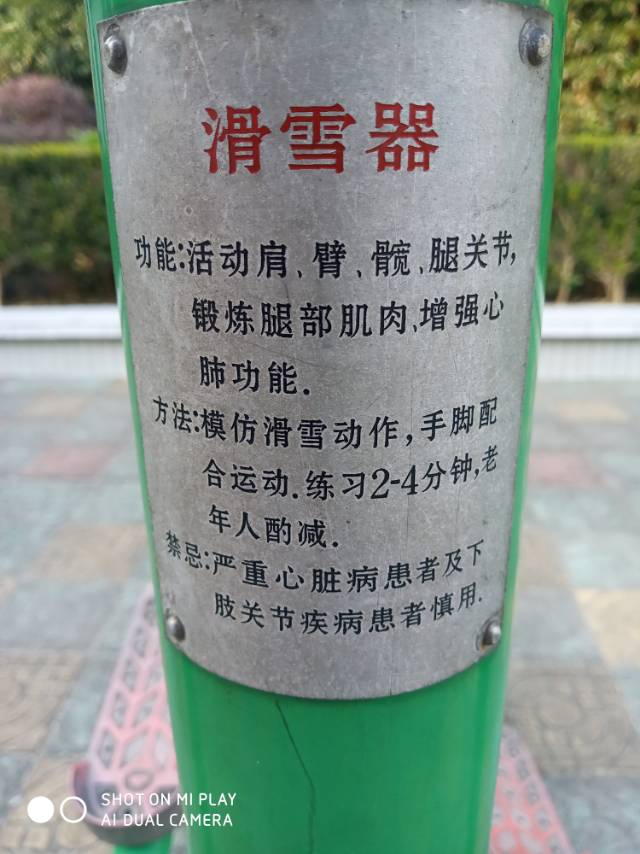 滑雪器
功能:活动肩、臂、髋、腿关节,
锻炼腿部肌肉、增强心
肺功能.
方法:模仿滑雪动作,手脚配
合运动.练习2-4分钟,老
年人酌减.
禁忌:严重心脏病患者及下
肢关节疾病患者慎用.
SHOT ON MI PLAY
AI DUAL CAMERA